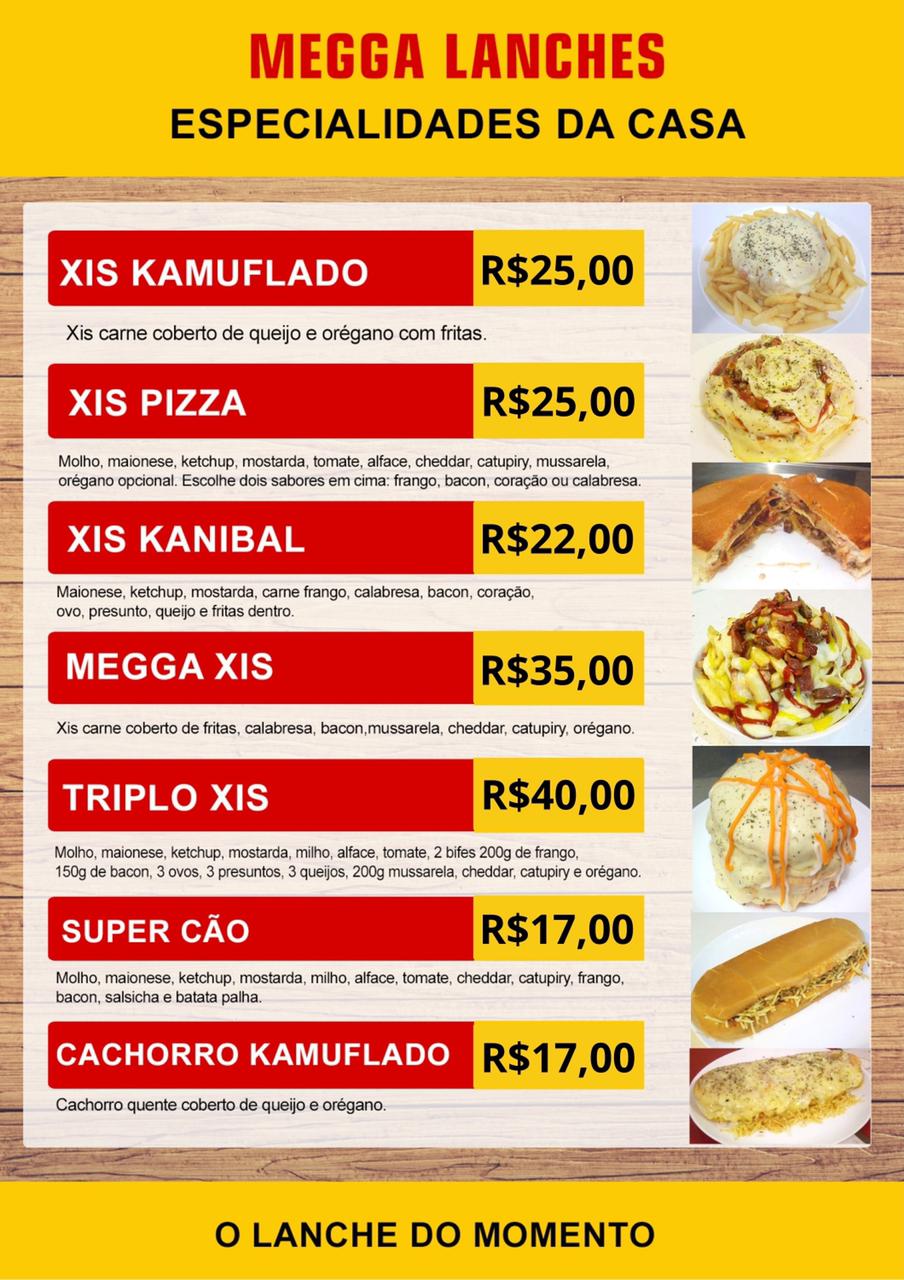 MEGGA LANCHES
ESPECIALIDADES DA CASA
XIS KAMUFLADO R$25,00
Xis carne coberto de queijo e orégano com fritas.
XIS PIZZA R$25,00
Molho, maionese, ketchup, mostarda, tomate, alface, cheddar, catupiry, mussarela,
orégano opcional. Escolhe dois sabores em cima: frango, bacon, coração ou calabresa.
XIS KANIBAL R$22,00
Maionese, ketchup, mostarda, carne frango, calabresa, bacon, coração,
ovo, presunto, queijo e fritas dentro.
MEGGA XIS R$35,00
Xis carne coberto de fritas, calabresa, bacon,mussarela, cheddar, catupiry, orégano.
TRIPLO XIS R$40,00
Molho, maionese, ketchup, mostarda, milho, alface, tomate, 2 bifes 200g de frango,
150g de bacon, 3 ovos, 3 presuntos, 3 queijos, 200g mussarela, cheddar, catupiry e orégano.
SUPER CÃO R$17,00
Molho, maionese, ketchup, mostarda, milho, alface, tomate, cheddar, catupiry, frango,
bacon, salsicha e batata palha.
CACHORRO KAMUFLADO R$17,00
Cachorro quente coberto de queijo e orégano.
O LANCHE DO MOMENTO